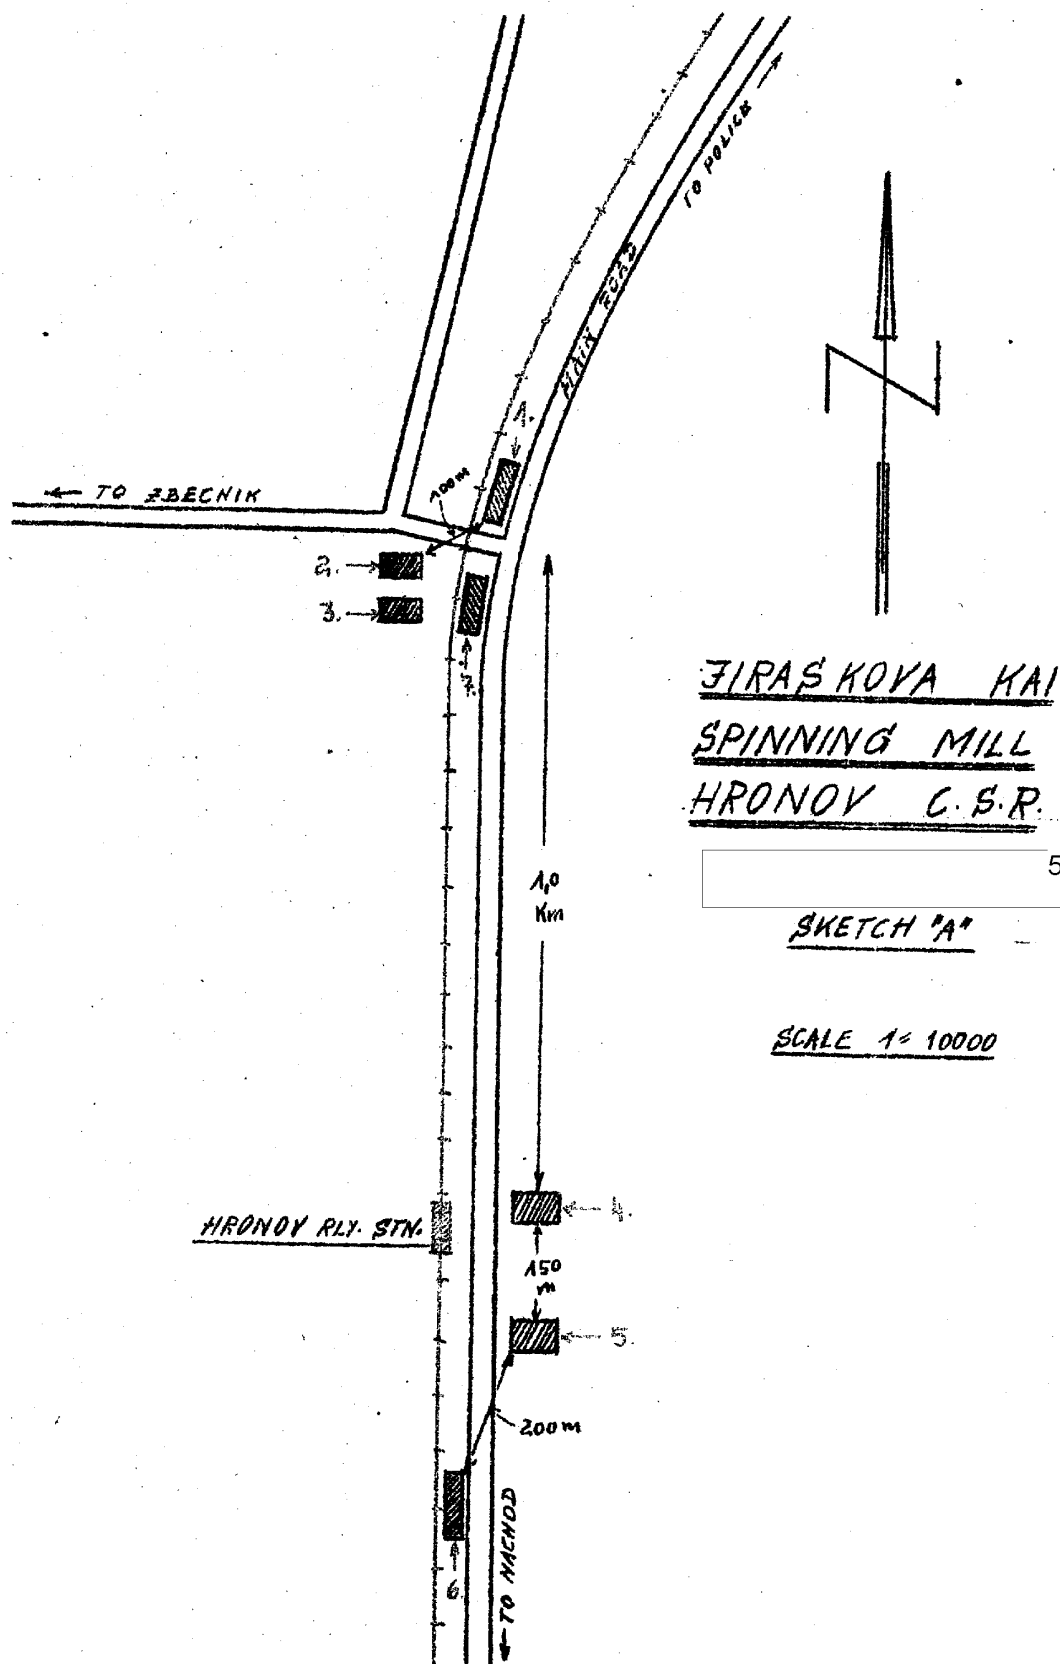 TO POLICE
MAIN ROAD
1.
100m
← TO ZBECNIK
2.
3.
7.
JIRASKOVA KAI
SPINNING MILL
HRONOV C.S.R.
5
1,0
Km
SKETCH "A"
SCALE 1= 10000
4.
HRONOV RLY. STN.
150
m
5.
200m
6
← TO NACHOD